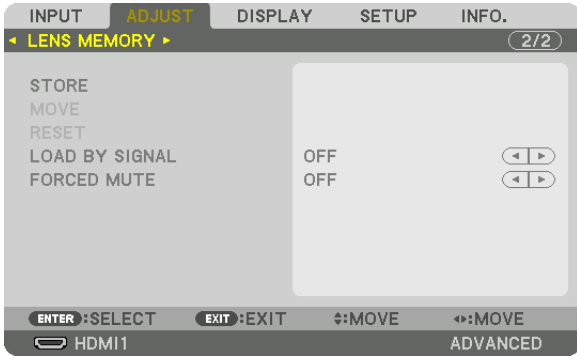 INPUT ADJUST DISPLAY SETUP INFO.
LENS MEMORY 2/2
STORE
MOVE
RESET
LOAD BY SIGNAL OFF
FORCED MUTE OFF
ENTER:SELECT EXIT:EXIT :MOVE :MOVE
HDMI1 ADVANCED